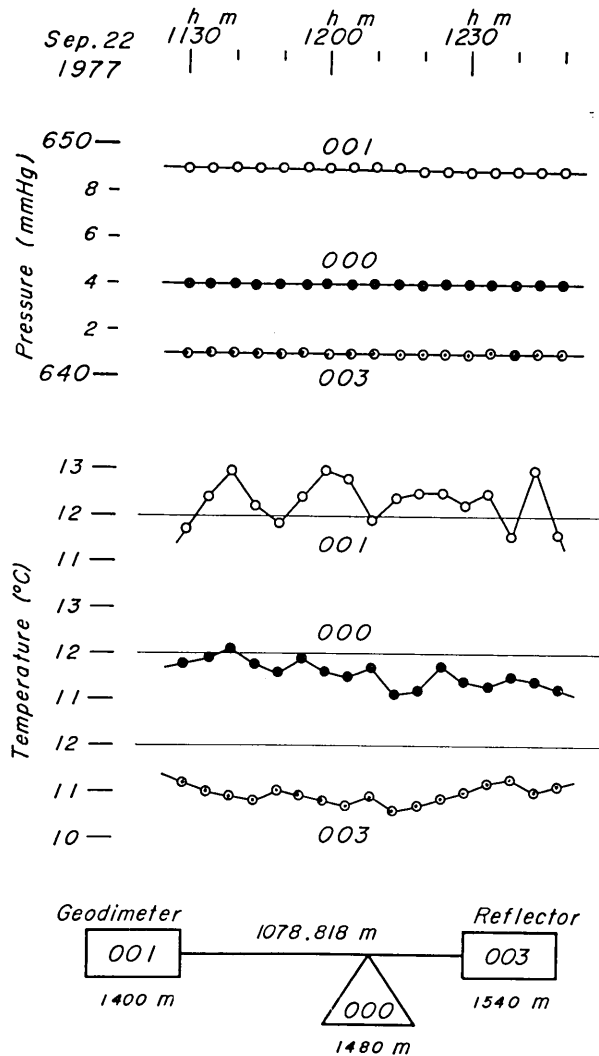 h m h m h m
Sep.22 1130 1200 1230
1977
Pressure (mmHg)
650
001
8
6
000
4
2
640
003
Temperature (°C)
13
12
11
001
13
000
12
11
12
11
10
003
Geodimeter Reflector
1078.818 m
001 003
1400 m 000 1540 m
1480 m